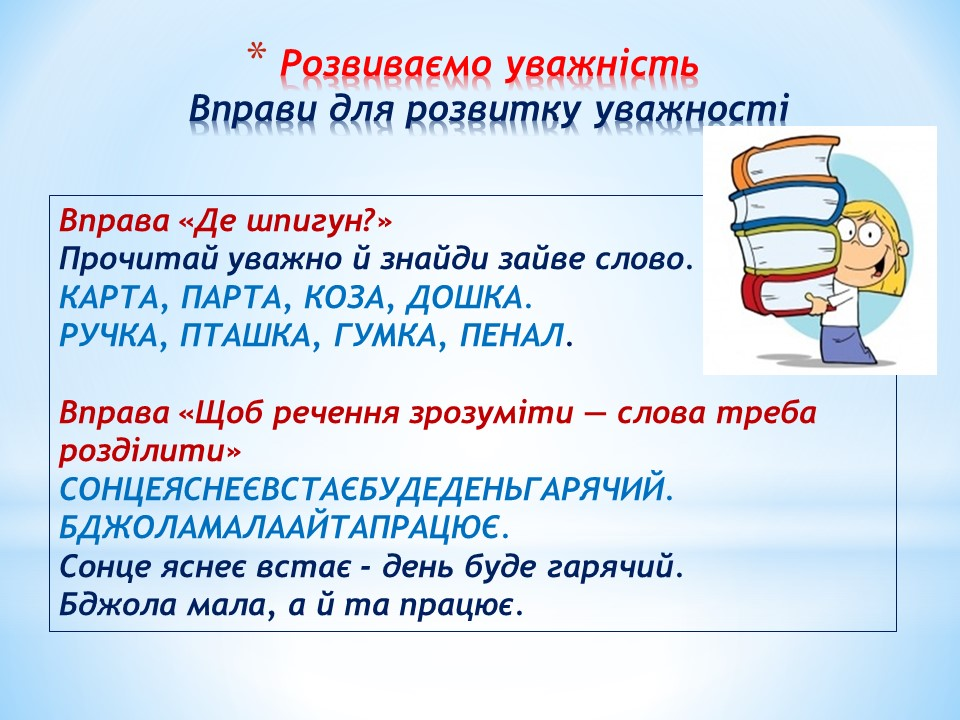 * Розвиваємо уважність
Вправи для розвитку уважності
Вправа «Де шпигун?»
Прочитай уважно й знайди зайве слово.
КАРТА, ПАРТА, КОЗА, ДОШКА.
РУЧКА, ПТАШКА, ГУМКА, ПЕНАЛ.
Вправа «Щоб речення зрозуміти — слова треба
розділити»
СОНЦЕЯСНЕЄВСТАЄБУДЕДЕНЬГАРЯЧИЙ.
БДЖОЛАМАЛААЙТАПРАЦЮЄ.
Сонце яснеє встає - день буде гарячий.
Бджола мала, а й та працює.